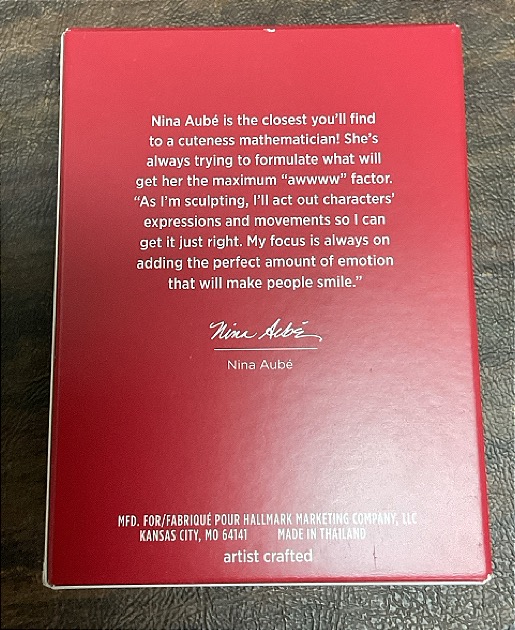 Nina Aubé is the closest you'll find
to a cuteness mathematician! She's
always trying to formulate what will
get her the maximum “awwww” factor.
“As I'm sculpting, I'll act out characters'
expressions and movements so I can
get it just right. My focus is always on
adding the perfect amount of emotion
that will make people smile.”
Nina Aubé
Nina Aubé
MFD. FOR/FABRIQUÉ POUR HALLMARK MARKETING COMPANY, LLC
KANSAS CITY, MO 64141 MADE IN THAILAND
artist crafted